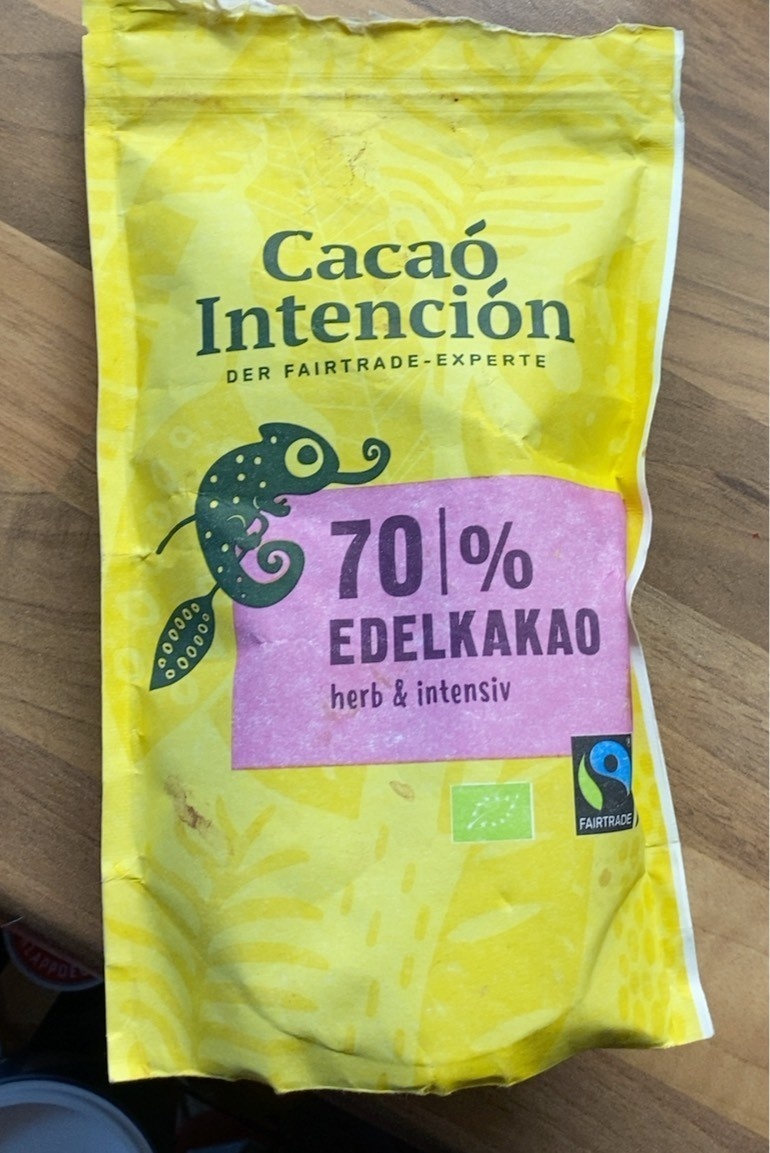 Cacaó
Intención
DER FAIRTRADE-EXPERTE
70|%
EDELKAKAO
herb & intensiv
FAIRTRADE